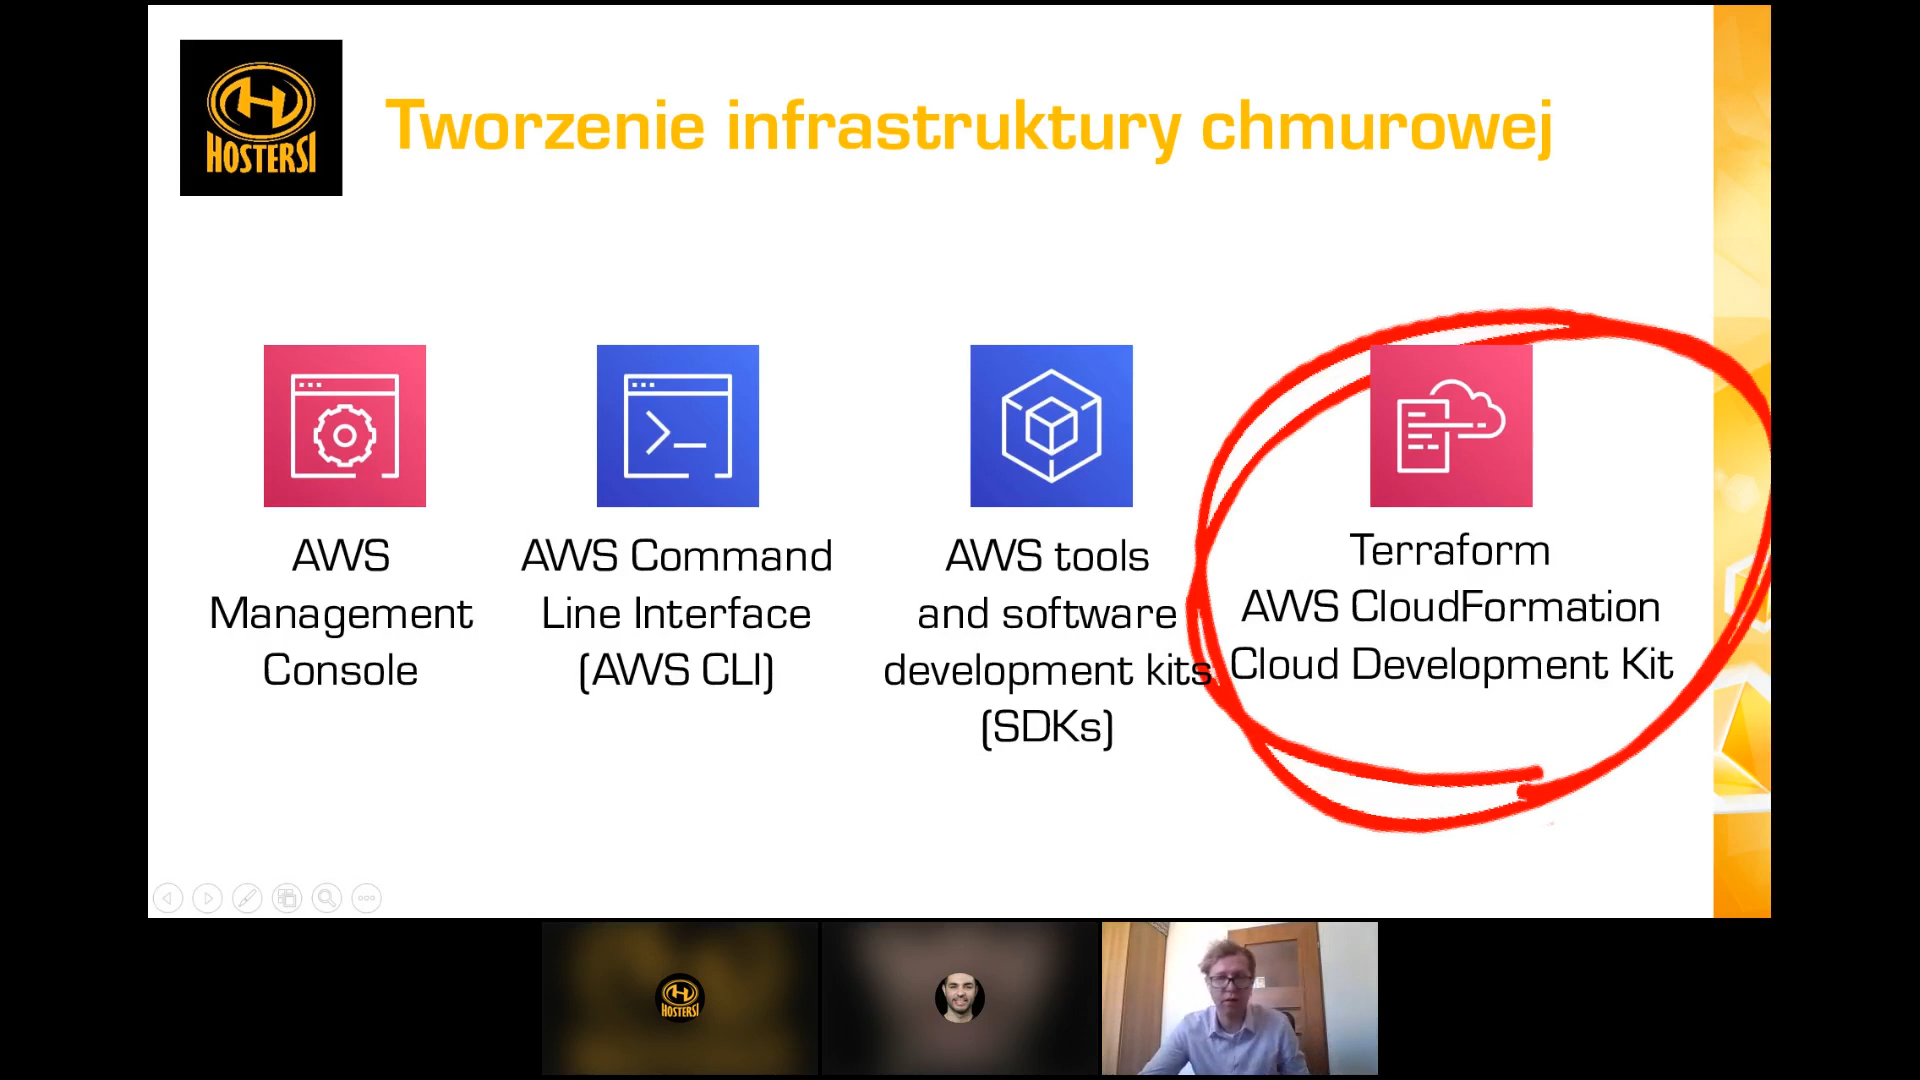 HOSTERSI
Tworzenie infrastruktury chmurowej
AWS
Management
Console
AWS Command
Line Interface
(AWS CLI)
AWS tools
and software
development kits
(SDKs)
Terraform
AWS CloudFormation
Cloud Development Kit
HOSTERSI